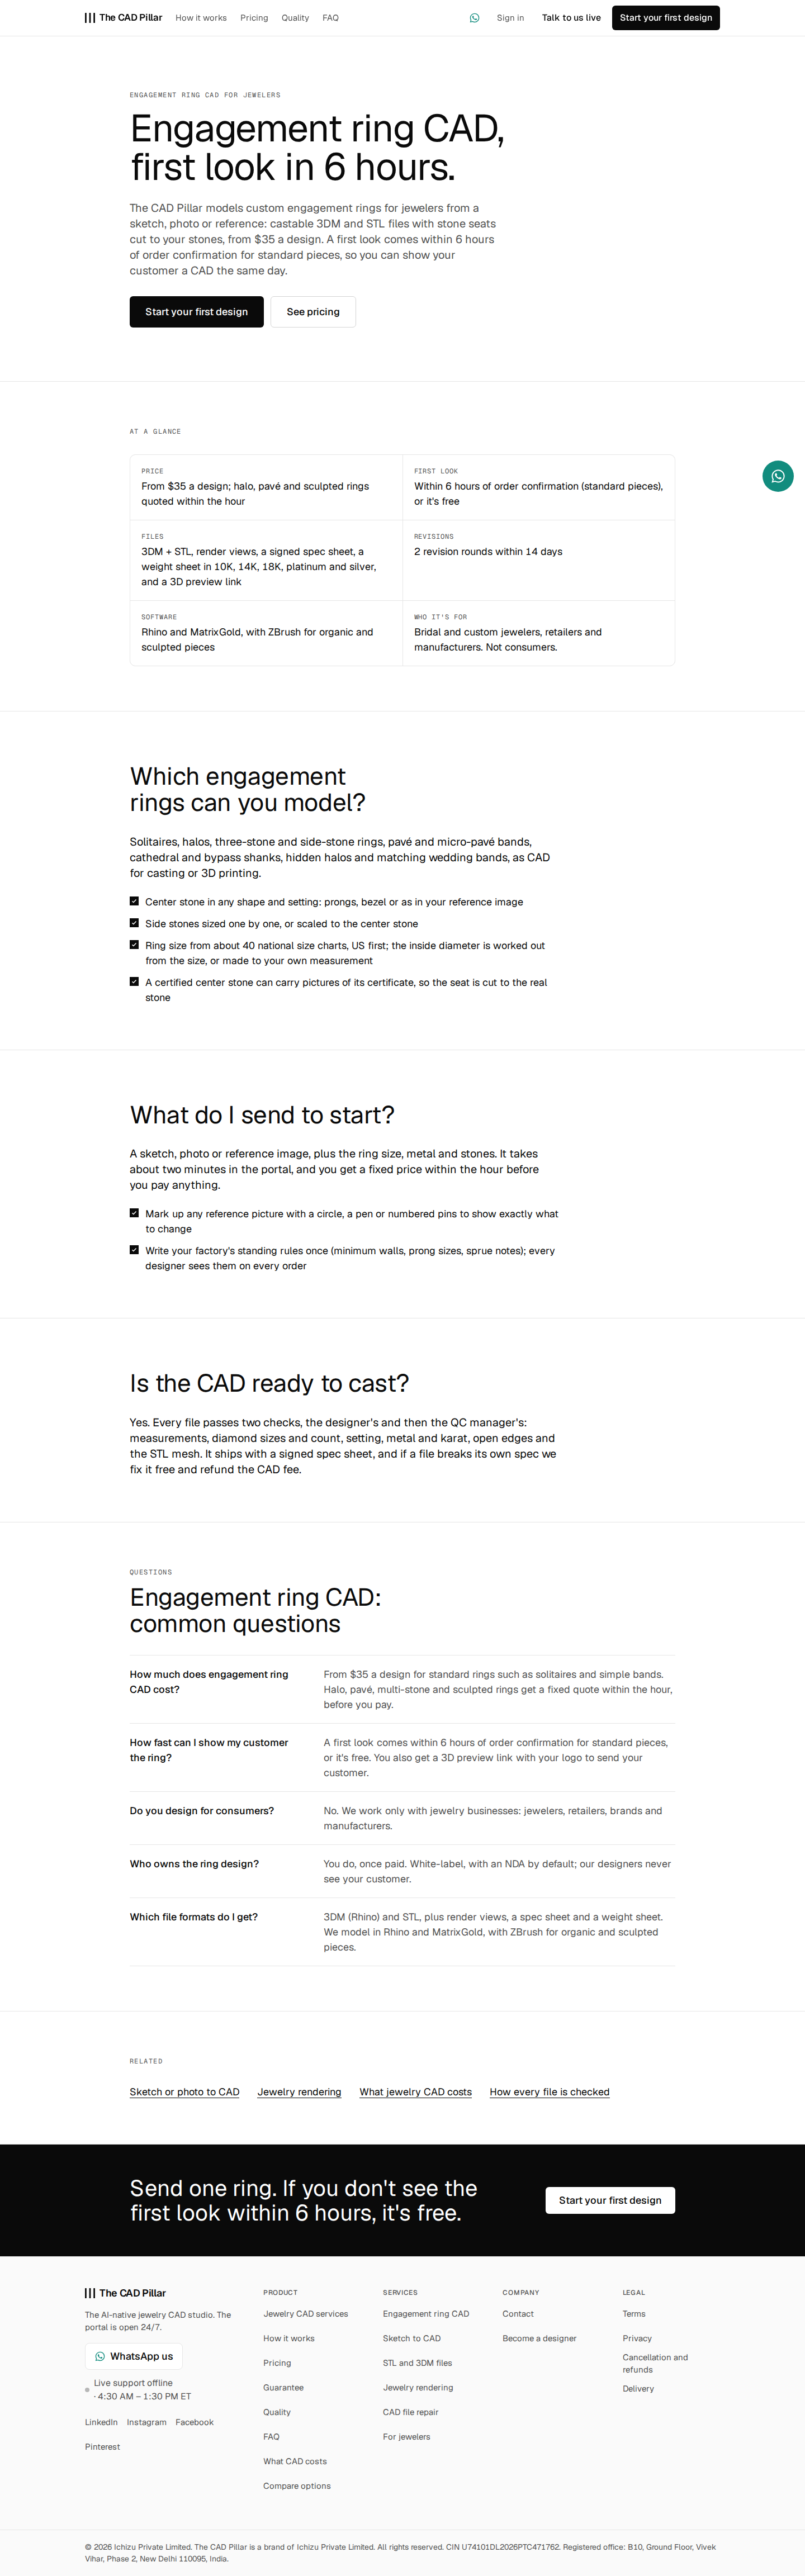 The CAD Pillar How it works Pricing Quality FAQ Sign in Talk to us live Start your first design
ENGAGEMENT RING CAD FOR JEWELERS
Engagement ring CAD,
first look in 6 hours.
The CAD Pillar models custom engagement rings for jewelers from a
sketch, photo or reference: castable 3DM and STL files with stone seats
cut to your stones, from $35 a design. A first look comes within 6 hours
of order confirmation for standard pieces, so you can show your
customer a CAD the same day.
Start your first design See pricing
AT A GLANCE
PRICE
From $35 a design; halo, pavé and sculpted rings
quoted within the hour
FIRST LOOK
Within 6 hours of order confirmation (standard pieces),
or it's free
FILES
3DM + STL, render views, a signed spec sheet, a
weight sheet in 10K, 14K, 18K, platinum and silver,
and a 3D preview link
REVISIONS
2 revision rounds within 14 days
SOFTWARE
Rhino and MatrixGold, with ZBrush for organic and
sculpted pieces
WHO IT'S FOR
Bridal and custom jewelers, retailers and
manufacturers. Not consumers.
Which engagement
rings can you model?
Solitaires, halos, three-stone and side-stone rings, pavé and micro-pavé bands,
cathedral and bypass shanks, hidden halos and matching wedding bands, as CAD
for casting or 3D printing.
Center stone in any shape and setting: prongs, bezel or as in your reference image
Side stones sized one by one, or scaled to the center stone
Ring size from about 40 national size charts, US first; the inside diameter is worked out
from the size, or made to your own measurement
A certified center stone can carry pictures of its certificate, so the seat is cut to the real
stone
What do I send to start?
A sketch, photo or reference image, plus the ring size, metal and stones. It takes
about two minutes in the portal, and you get a fixed price within the hour before
you pay anything.
Mark up any reference picture with a circle, a pen or numbered pins to show exactly what
to change
Write your factory's standing rules once (minimum walls, prong sizes, sprue notes); every
designer sees them on every order
Is the CAD ready to cast?
Yes. Every file passes two checks, the designer's and then the QC manager's:
measurements, diamond sizes and count, setting, metal and karat, open edges and
the STL mesh. It ships with a signed spec sheet, and if a file breaks its own spec we
fix it free and refund the CAD fee.
QUESTIONS
Engagement ring CAD:
common questions
How much does engagement ring
CAD cost?
From $35 a design for standard rings such as solitaires and simple bands.
Halo, pavé, multi-stone and sculpted rings get a fixed quote within the hour,
before you pay.
How fast can I show my customer
the ring?
A first look comes within 6 hours of order confirmation for standard pieces,
or it's free. You also get a 3D preview link with your logo to send your
customer.
Do you design for consumers?
No. We work only with jewelry businesses: jewelers, retailers, brands and
manufacturers.
Who owns the ring design?
You do, once paid. White-label, with an NDA by default; our designers never
see your customer.
Which file formats do I get?
3DM (Rhino) and STL, plus render views, a spec sheet and a weight sheet.
We model in Rhino and MatrixGold, with ZBrush for organic and sculpted
pieces.
RELATED
Sketch or photo to CAD Jewelry rendering What jewelry CAD costs How every file is checked
Send one ring. If you don't see the
first look within 6 hours, it's free.
Start your first design
The CAD Pillar
The AI-native jewelry CAD studio. The
portal is open 24/7.
WhatsApp us
Live support offline
· 4:30 AM – 1:30 PM ET
LinkedIn Instagram Facebook
Pinterest
PRODUCT
Jewelry CAD services
How it works
Pricing
Guarantee
Quality
FAQ
What CAD costs
Compare options
SERVICES
Engagement ring CAD
Sketch to CAD
STL and 3DM files
Jewelry rendering
CAD file repair
For jewelers
COMPANY
Contact
Become a designer
LEGAL
Terms
Privacy
Cancellation and
refunds
Delivery
© 2026 Ichizu Private Limited. The CAD Pillar is a brand of Ichizu Private Limited. All rights reserved. CIN U74101DL2026PTC471762. Registered office: B10, Ground Floor, Vivek
Vihar, Phase 2, New Delhi 110095, India.